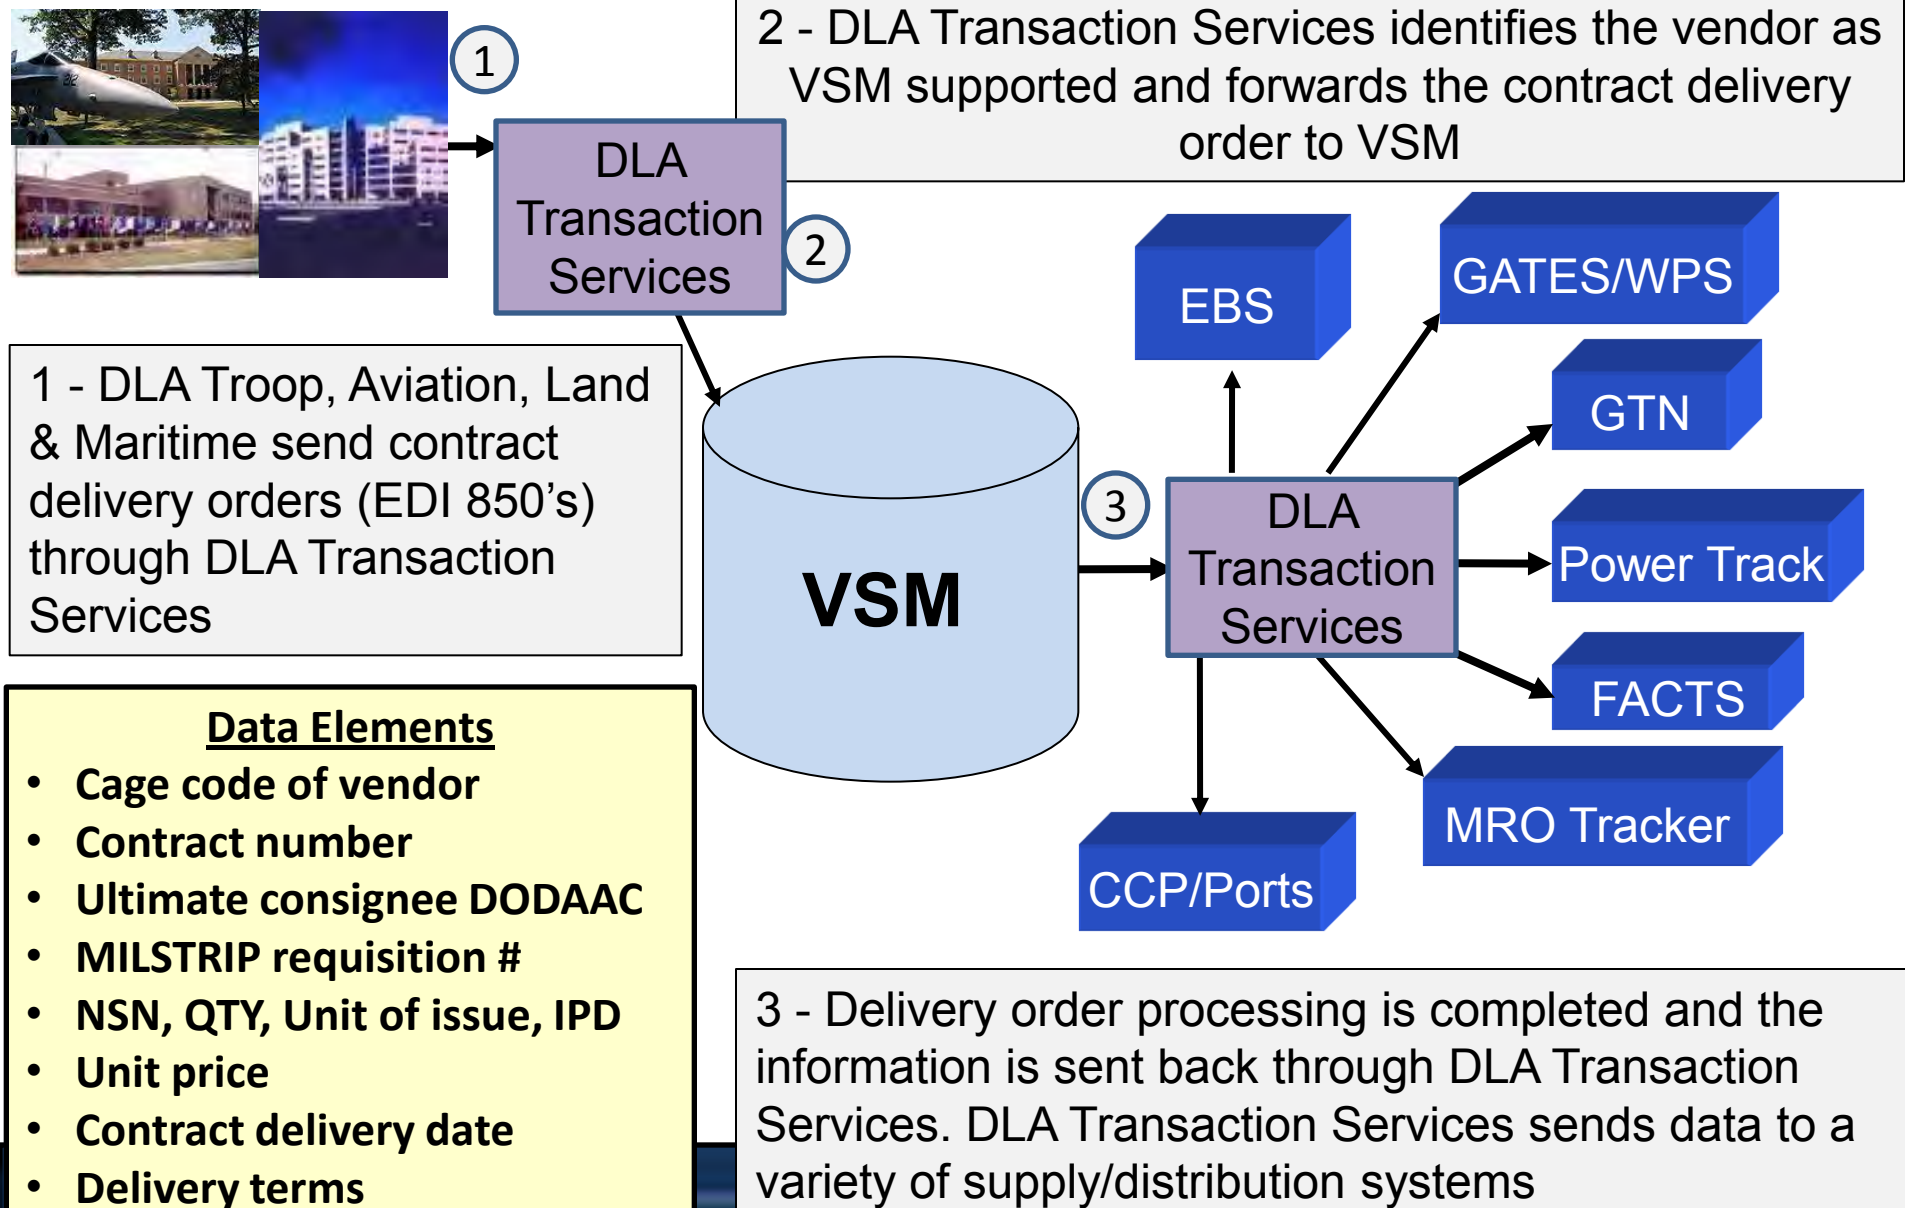 1
2 - DLA Transaction Services identifies the vendor as
VSM supported and forwards the contract delivery
order to VSM
DLA
Transaction
Services
2
EBS
GATES/WPS
GTN
1 - DLA Troop, Aviation, Land
& Maritime send contract
delivery orders (EDI 850’s)
through DLA Transaction
Services
VSM
3
DLA
Transaction
Services
Power Track
FACTS
MRO Tracker
CCP/Ports
Data Elements
• Cage code of vendor
• Contract number
• Ultimate consignee DODAAC
• MILSTRIP requisition #
• NSN, QTY, Unit of issue, IPD
• Unit price
• Contract delivery date
• Delivery terms
3 - Delivery order processing is completed and the
information is sent back through DLA Transaction
Services. DLA Transaction Services sends data to a
variety of supply/distribution systems